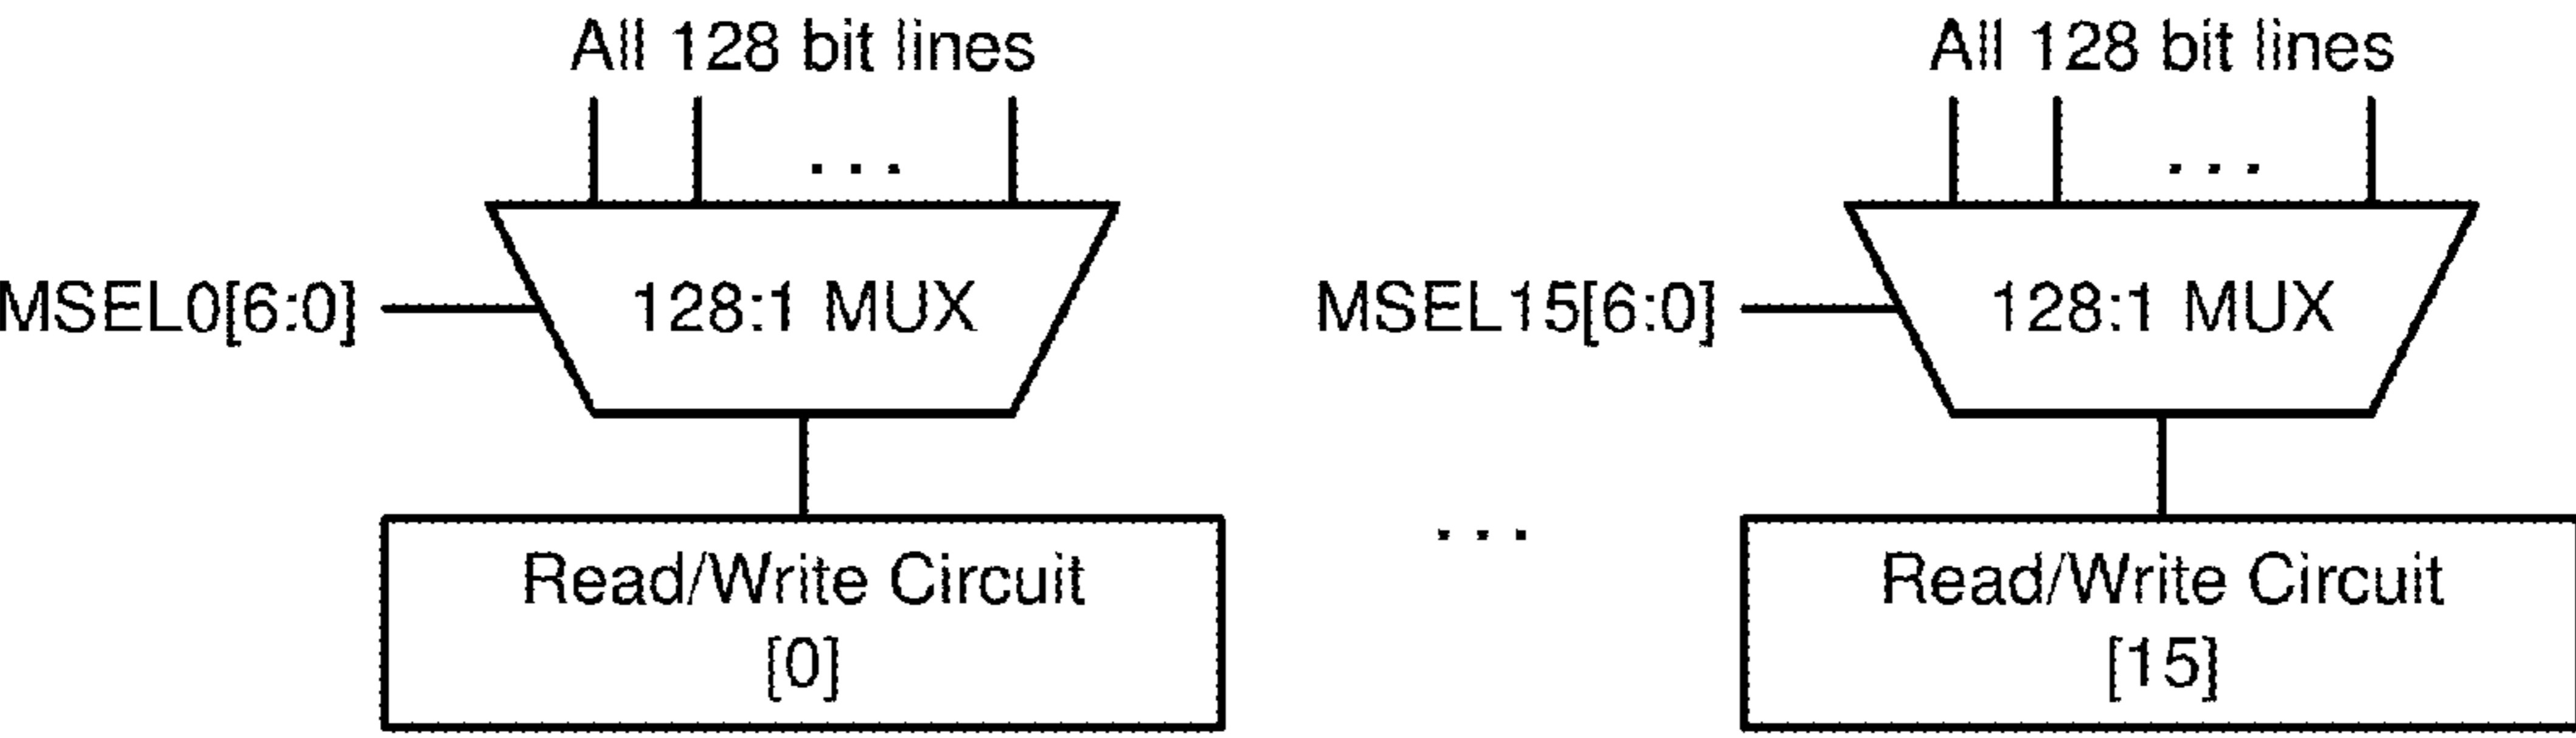 All 128 bit lines
All 128 bit lines
. . .
. . .
MSEL0[6:0]
128:1 MUX
MSEL15[6:0]
128:1 MUX
. . .
Read/Write Circuit
[0]
Read/Write Circuit
[15]